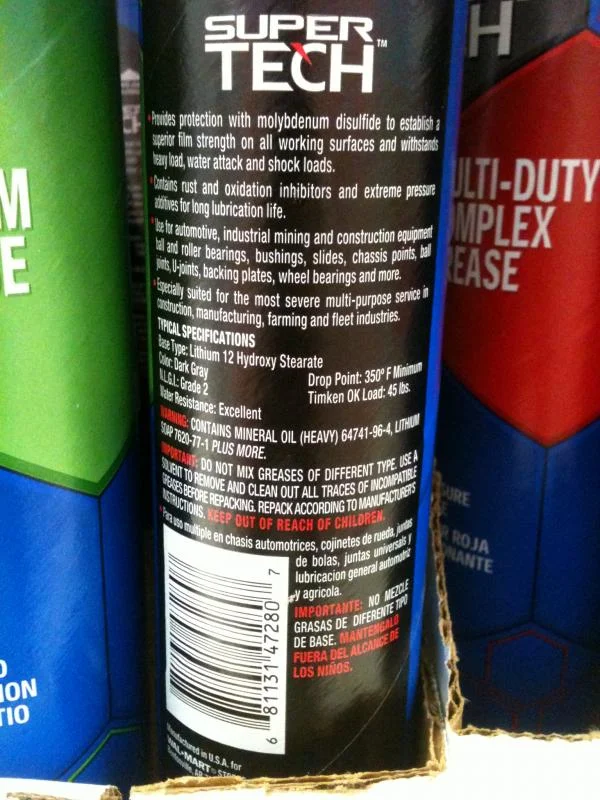 SUPER
TECH™
• Provides protection with molybdenum disulfide to establish a
superior film strength on all working surfaces and withstands
heavy load, water attack and shock loads.
• Contains rust and oxidation inhibitors and extreme pressure
additives for long lubrication life.
• Use for automotive, industrial mining and construction equipment
ball and roller bearings, bushings, slides, chassis points, ball
joints, U-joints, backing plates, wheel bearings and more.
• Especially suited for the most severe multi-purpose service in
construction, manufacturing, farming and fleet industries.
TYPICAL SPECIFICATIONS
Base Type: Lithium 12 Hydroxy Stearate
Color: Dark Gray
N.L.G.I.: Grade 2
Water Resistance: Excellent
Drop Point: 350° F Minimum
Timken OK Load: 45 lbs.
WARNING: CONTAINS MINERAL OIL (HEAVY) 64741-96-4, LITHIUM
SOAP 7620-77-1 PLUS MORE.
IMPORTANT: DO NOT MIX GREASES OF DIFFERENT TYPE. USE A
SOLVENT TO REMOVE AND CLEAN OUT ALL TRACES OF INCOMPATIBLE
GREASES BEFORE REPACKING. REPACK ACCORDING TO MANUFACTURER'S
INSTRUCTIONS. KEEP OUT OF REACH OF CHILDREN.
• Para uso multiple en chasis automotrices, cojinetes de rueda, juntas
de bolas, juntas universals y
lubricacion general automotriz
y agricola.
IMPORTANTE: NO MEZCLE
GRASAS DE DIFERENTE TIPO
DE BASE. MANTENGALO
FUERA DEL ALCANCE DE
LOS NIÑOS.
6 81131 47280 7
Manufactured in U.S.A. for
WAL★MART
M
E
O
ION
TIO
H
ULTI-DUTY
OMPLEX
REASE
URE
E
R ROJA
NANTE